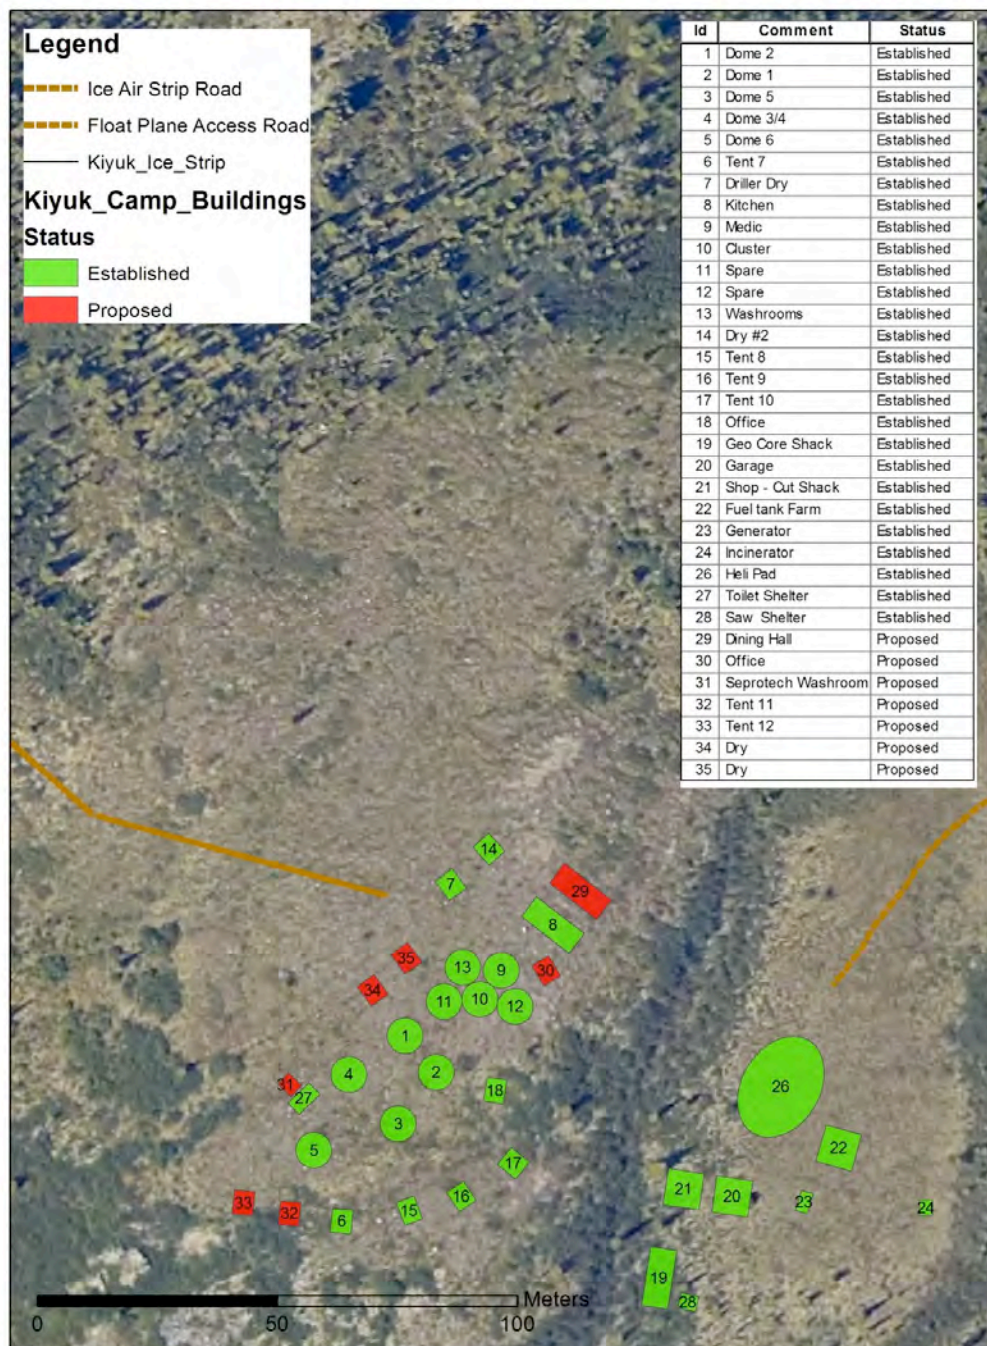 Legend
Ice Air Strip Road
Float Plane Access Road
Kiyuk_Ice_Strip
Kiyuk_Camp_Buildings
Status
Established
Proposed
Id Comment Status
1 Dome 2 Established
2 Dome 1 Established
3 Dome 5 Established
4 Dome 3/4 Established
5 Dome 6 Established
6 Tent 7 Established
7 Driller Dry Established
8 Kitchen Established
9 Medic Established
10 Cluster Established
11 Spare Established
12 Spare Established
13 Washrooms Established
14 Dry #2 Established
15 Tent 8 Established
16 Tent 9 Established
17 Tent 10 Established
18 Office Established
19 Geo Core Shack Established
20 Garage Established
21 Shop - Cut Shack Established
22 Fuel tank Farm Established
23 Generator Established
24 Incinerator Established
26 Heli Pad Established
27 Toilet Shelter Established
28 Saw Shelter Established
29 Dining Hall Proposed
30 Office Proposed
31 Seprotech Washroom Proposed
32 Tent 11 Proposed
33 Tent 12 Proposed
34 Dry Proposed
35 Dry Proposed
14
7
29
8
35
13
9
30
34
11
10
12
1
4
2
31
27
18
26
3
5
22
17
21
20
16
33
32
6
15
23
24
19
28
Meters
0 50 100